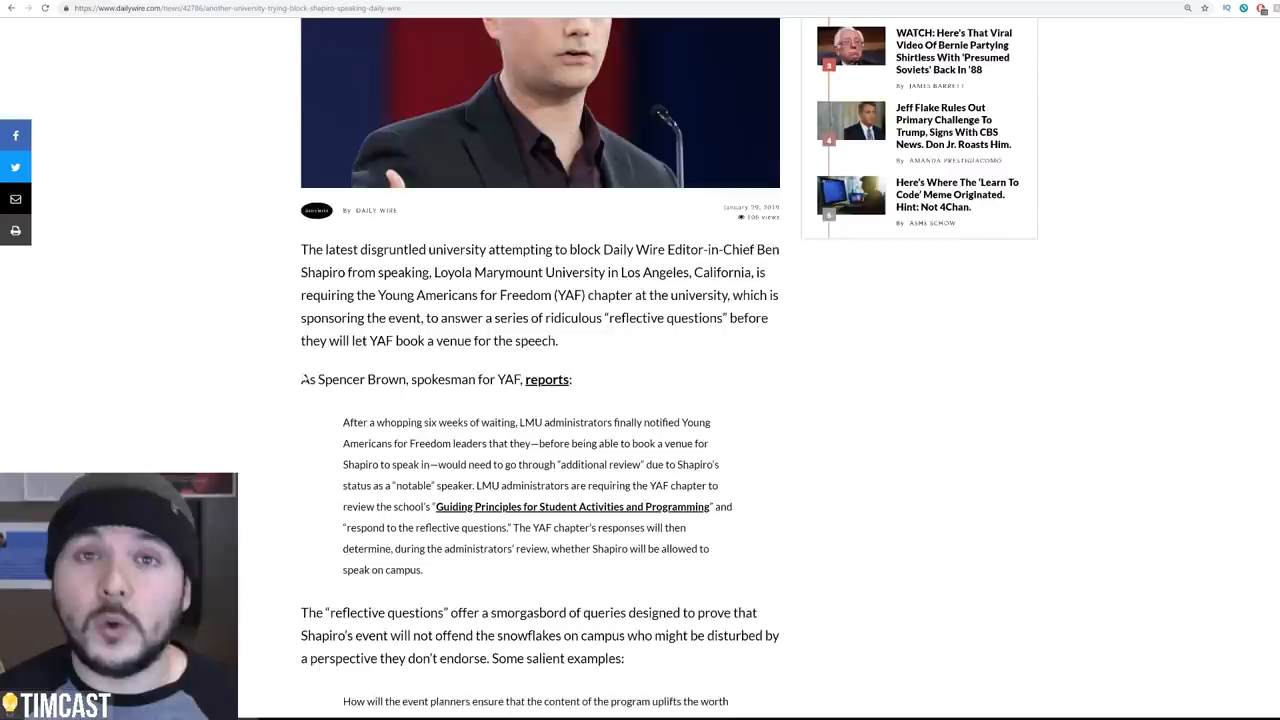 https://www.dailywire.com/news/42786/another-university-trying-block-shapiro-speaking-daily-wire
WATCH: Here's That Viral
Video Of Bernie Partying
Shirtless With 'Presumed
Soviets' Back In '88
By JAMES BARRETT
3
Jeff Flake Rules Out
Primary Challenge To
Trump, Signs With CBS
News. Don Jr. Roasts Him.
By AMANDA PRESTIGIACOMO
4
Here's Where The 'Learn To
Code' Meme Originated.
Hint: Not 4Chan.
By ASHE SCHOW
5
DAILY WIRE
By DAILY WIRE
January 29, 2019
106 views
The latest disgruntled university attempting to block Daily Wire Editor-in-Chief Ben
Shapiro from speaking, Loyola Marymount University in Los Angeles, California, is
requiring the Young Americans for Freedom (YAF) chapter at the university, which is
sponsoring the event, to answer a series of ridiculous “reflective questions” before
they will let YAF book a venue for the speech.
As Spencer Brown, spokesman for YAF, reports:
After a whopping six weeks of waiting, LMU administrators finally notified Young
Americans for Freedom leaders that they—before being able to book a venue for
Shapiro to speak in—would need to go through “additional review” due to Shapiro's
status as a “notable” speaker. LMU administrators are requiring the YAF chapter to
review the school's “Guiding Principles for Student Activities and Programming” and
“respond to the reflective questions.” The YAF chapter's responses will then
determine, during the administrators' review, whether Shapiro will be allowed to
speak on campus.
The “reflective questions” offer a smorgasbord of queries designed to prove that
Shapiro's event will not offend the snowflakes on campus who might be disturbed by
a perspective they don't endorse. Some salient examples:
How will the event planners ensure that the content of the program uplifts the worth
TIMCAST